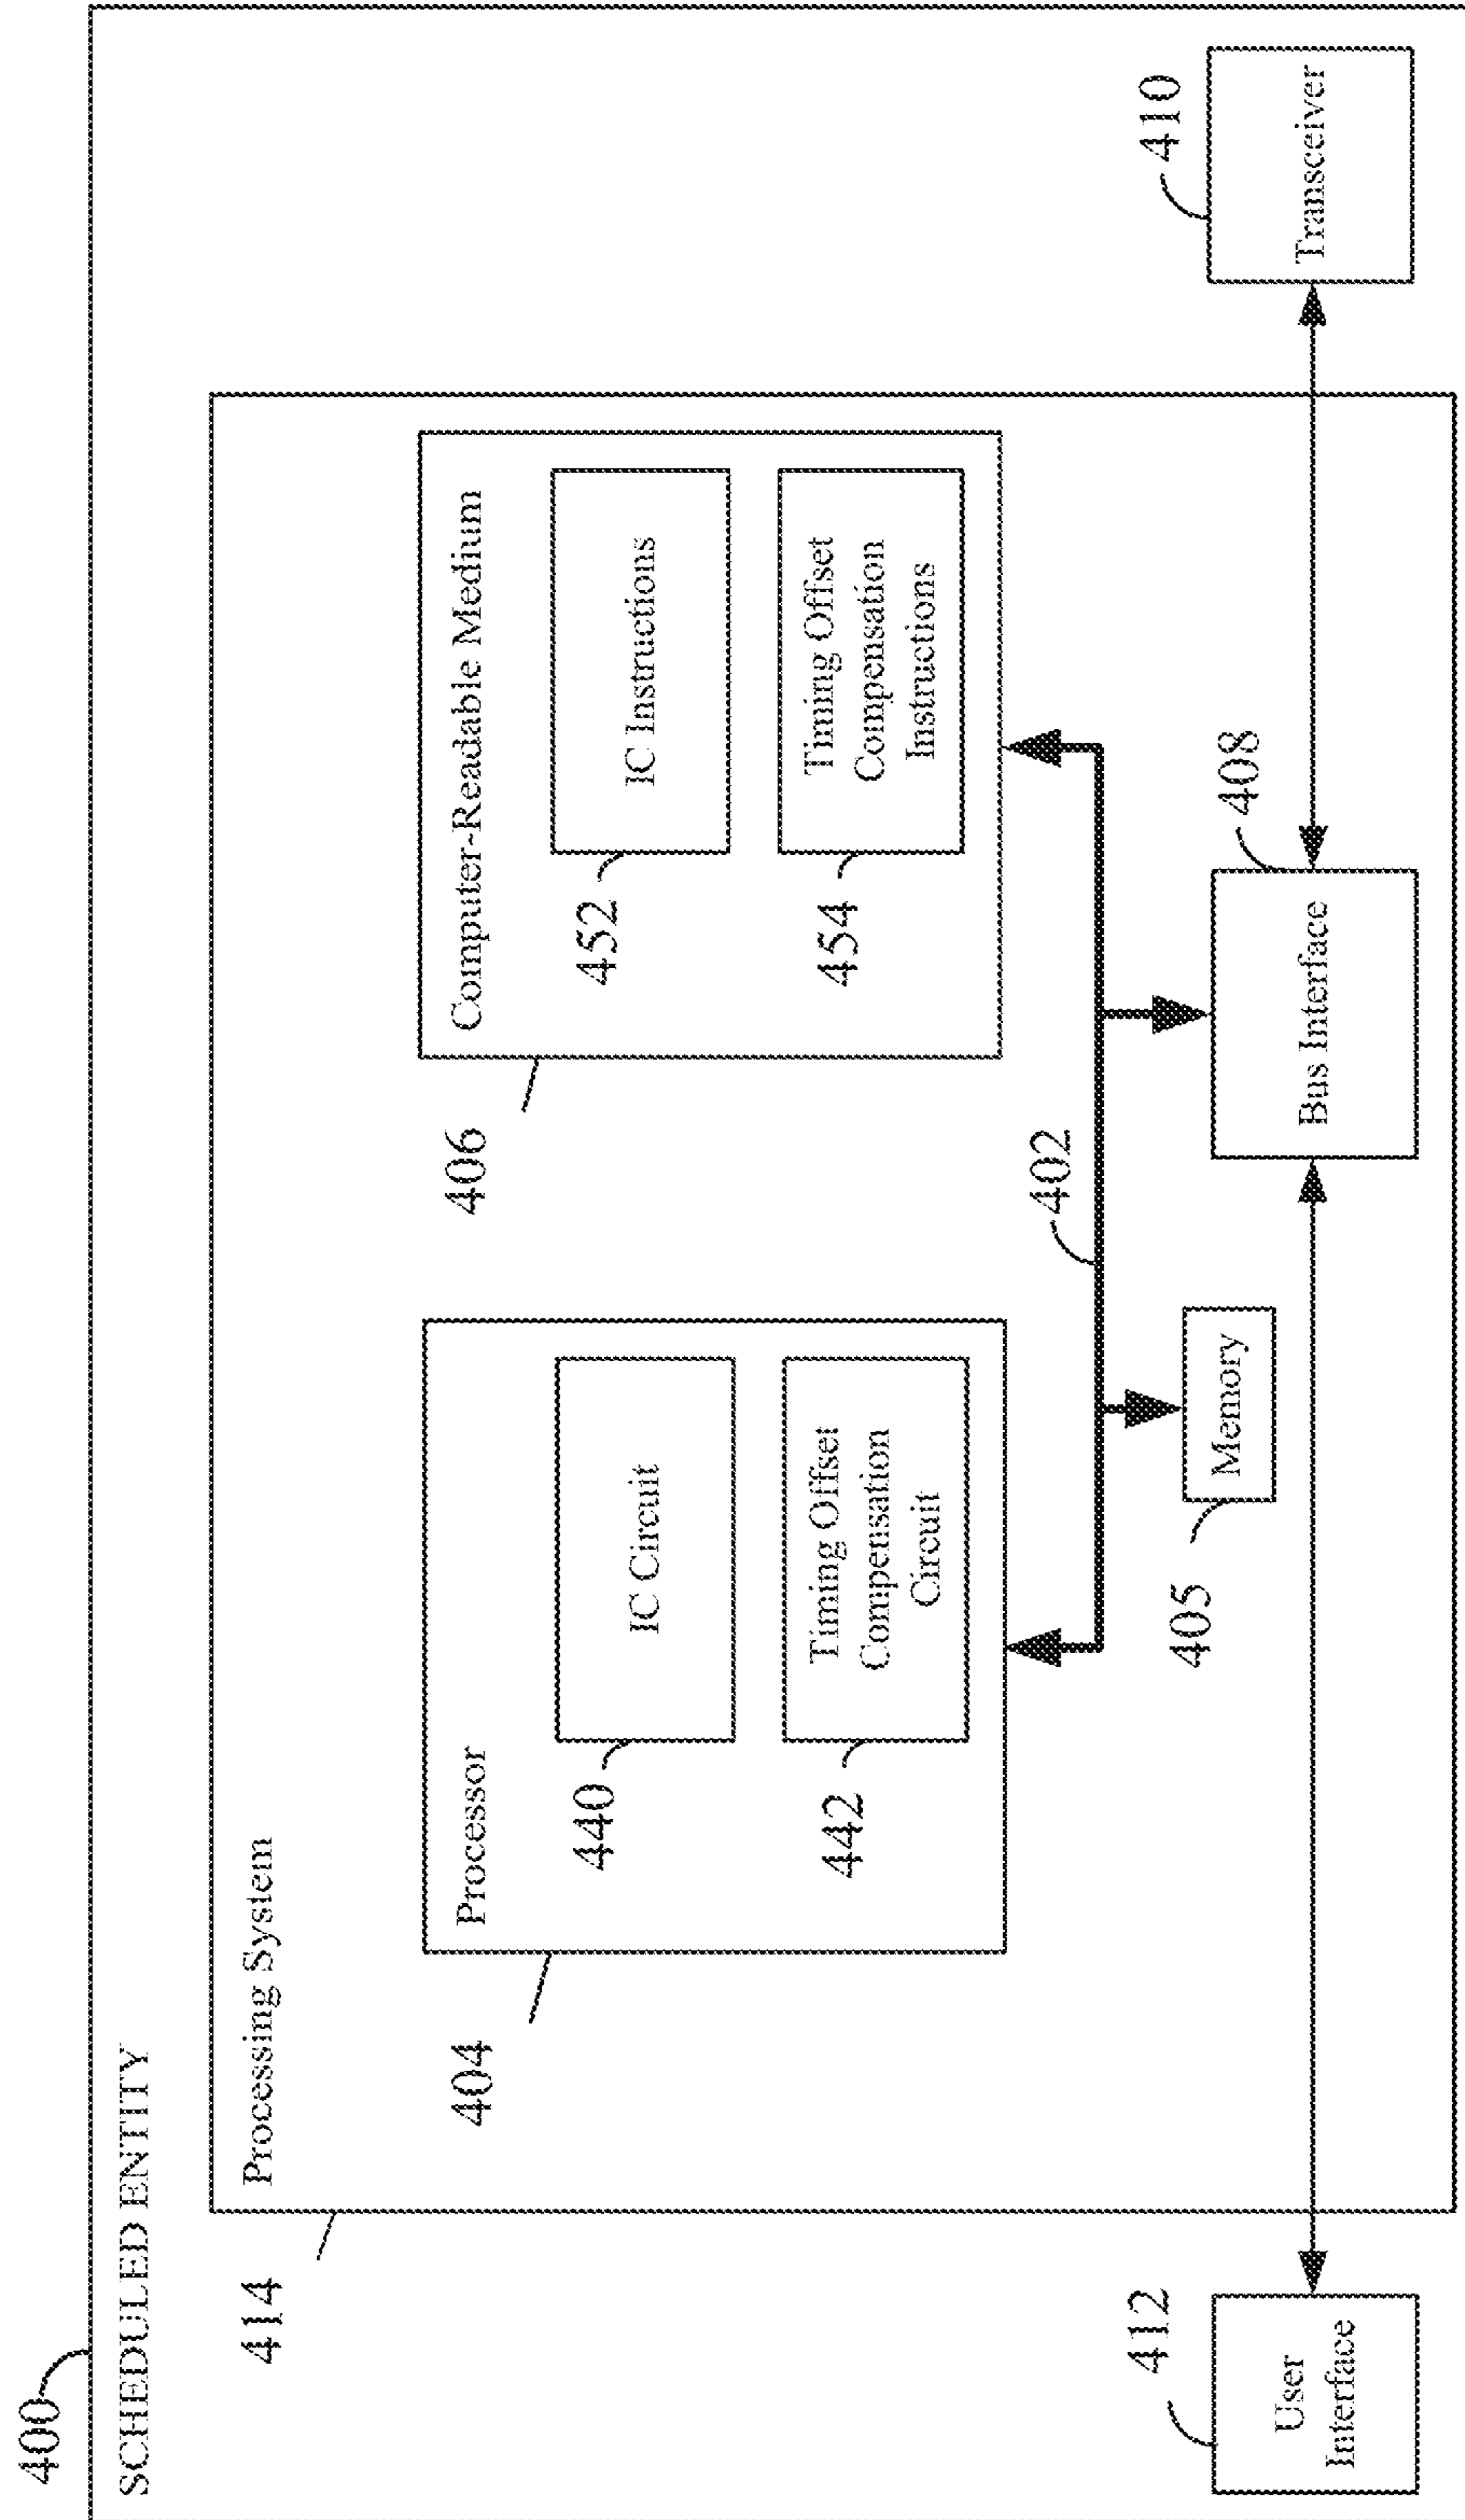 400
SCHEDULED ENTITY
414
Processing System
404
Processor
440
IC Circuit
442
Timing Offset
Compensation
Circuit
406
Computer-Readable Medium
452
IC Instructions
454
Timing Offset
Compensation
Instructions
402
405
Memory
408
Bus Interface
412
User
Interface
410
Transceiver